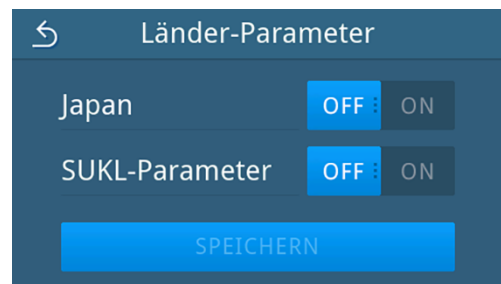 Länder-Parameter
Japan OFF ON
SUKL-Parameter OFF ON
SPEICHERN